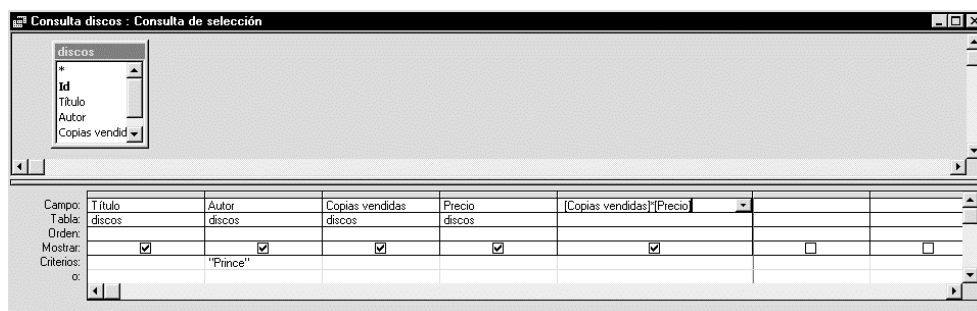 Consulta discos : Consulta de selección
discos
*
Id
Título
Autor
Copias vendid
Campo: Título Autor Copias vendidas Precio [Copias vendidas]*[Precio]
Tabla: discos discos discos discos
Orden:
Mostrar:
Criterios: "Prince"
o: